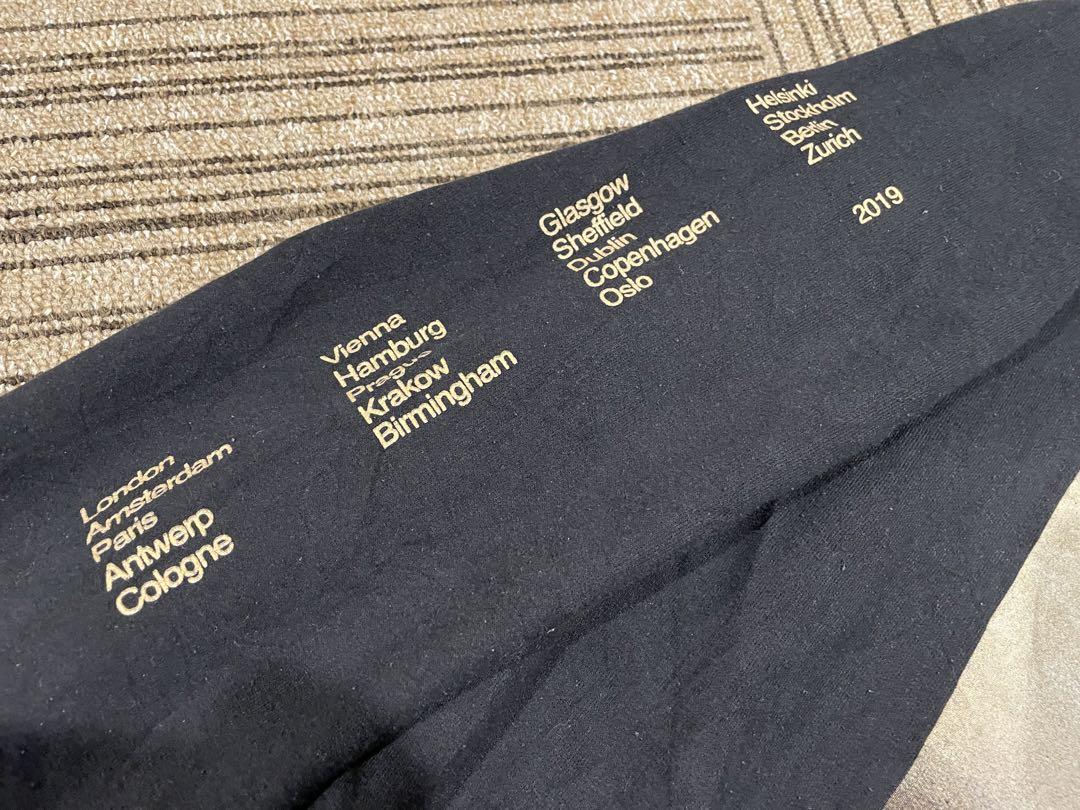 London
Amsterdam
Paris
Antwerp
Cologne
Vienna
Hamburg
Prague
Krakow
Birmingham
Glasgow
Sheffield
Dublin
Copenhagen
Oslo
Helsinki
Stockholm
Berlin
Zurich
2019